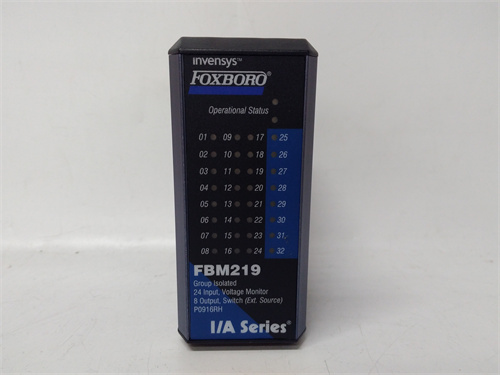 invensys™
FOXBORO®
Operational Status
01 09 17 25
02 10 18 26
03 11 19 27
04 12 20 28
05 13 21 29
06 14 22 30
07 15 23 31
08 16 24 32
FBM219
Group Isolated
24 Input, Voltage Monitor
8 Output, Switch (Ext. Source)
P0916RH
I/A Series®